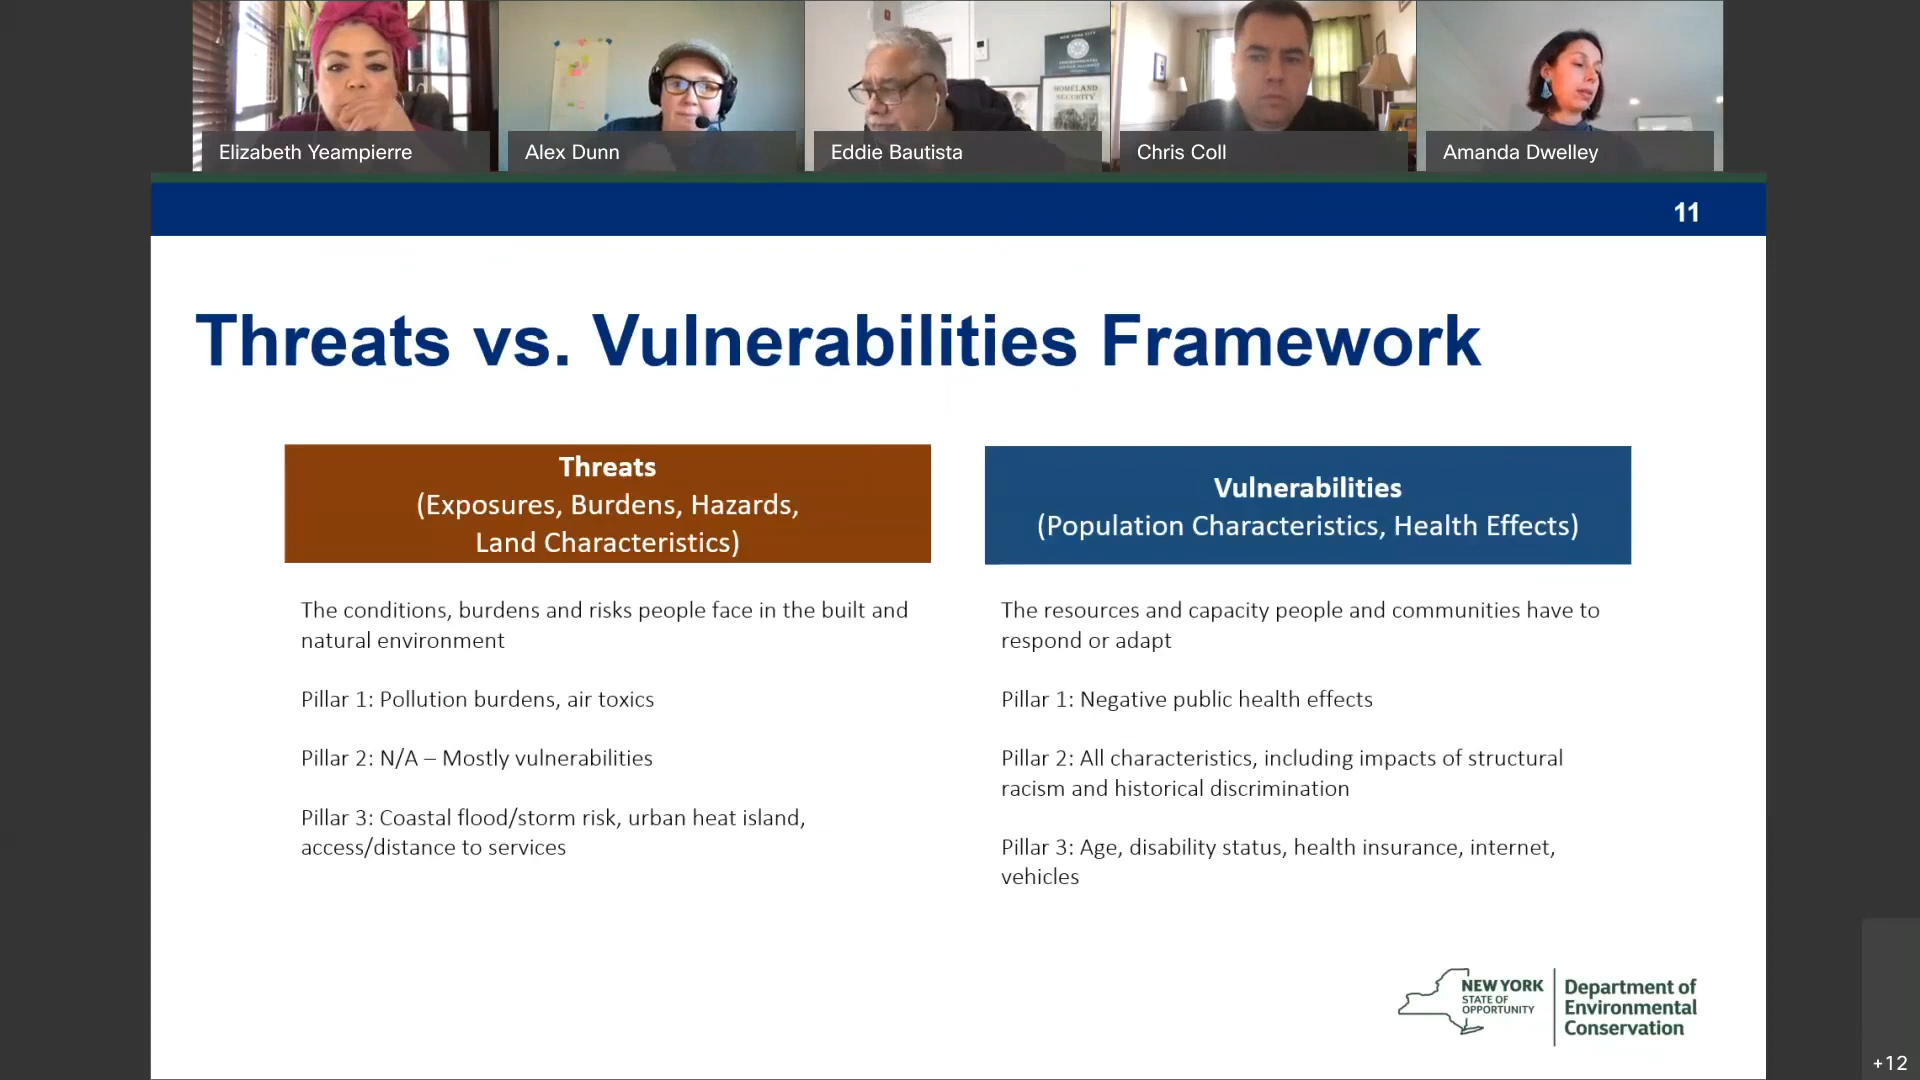 Elizabeth Yeampierre
Alex Dunn
Eddie Bautista
Chris Coll
Amanda Dwelley
NEW YORK CITY
HOMELAND
SECURITY
11
Threats vs. Vulnerabilities Framework
Threats
(Exposures, Burdens, Hazards,
Land Characteristics)
The conditions, burdens and risks people face in the built and
natural environment
Pillar 1: Pollution burdens, air toxics
Pillar 2: N/A – Mostly vulnerabilities
Pillar 3: Coastal flood/storm risk, urban heat island,
access/distance to services
Vulnerabilities
(Population Characteristics, Health Effects)
The resources and capacity people and communities have to
respond or adapt
Pillar 1: Negative public health effects
Pillar 2: All characteristics, including impacts of structural
racism and historical discrimination
Pillar 3: Age, disability status, health insurance, internet,
vehicles
NEW YORK
STATE OF
OPPORTUNITY
Department of
Environmental
Conservation
+12